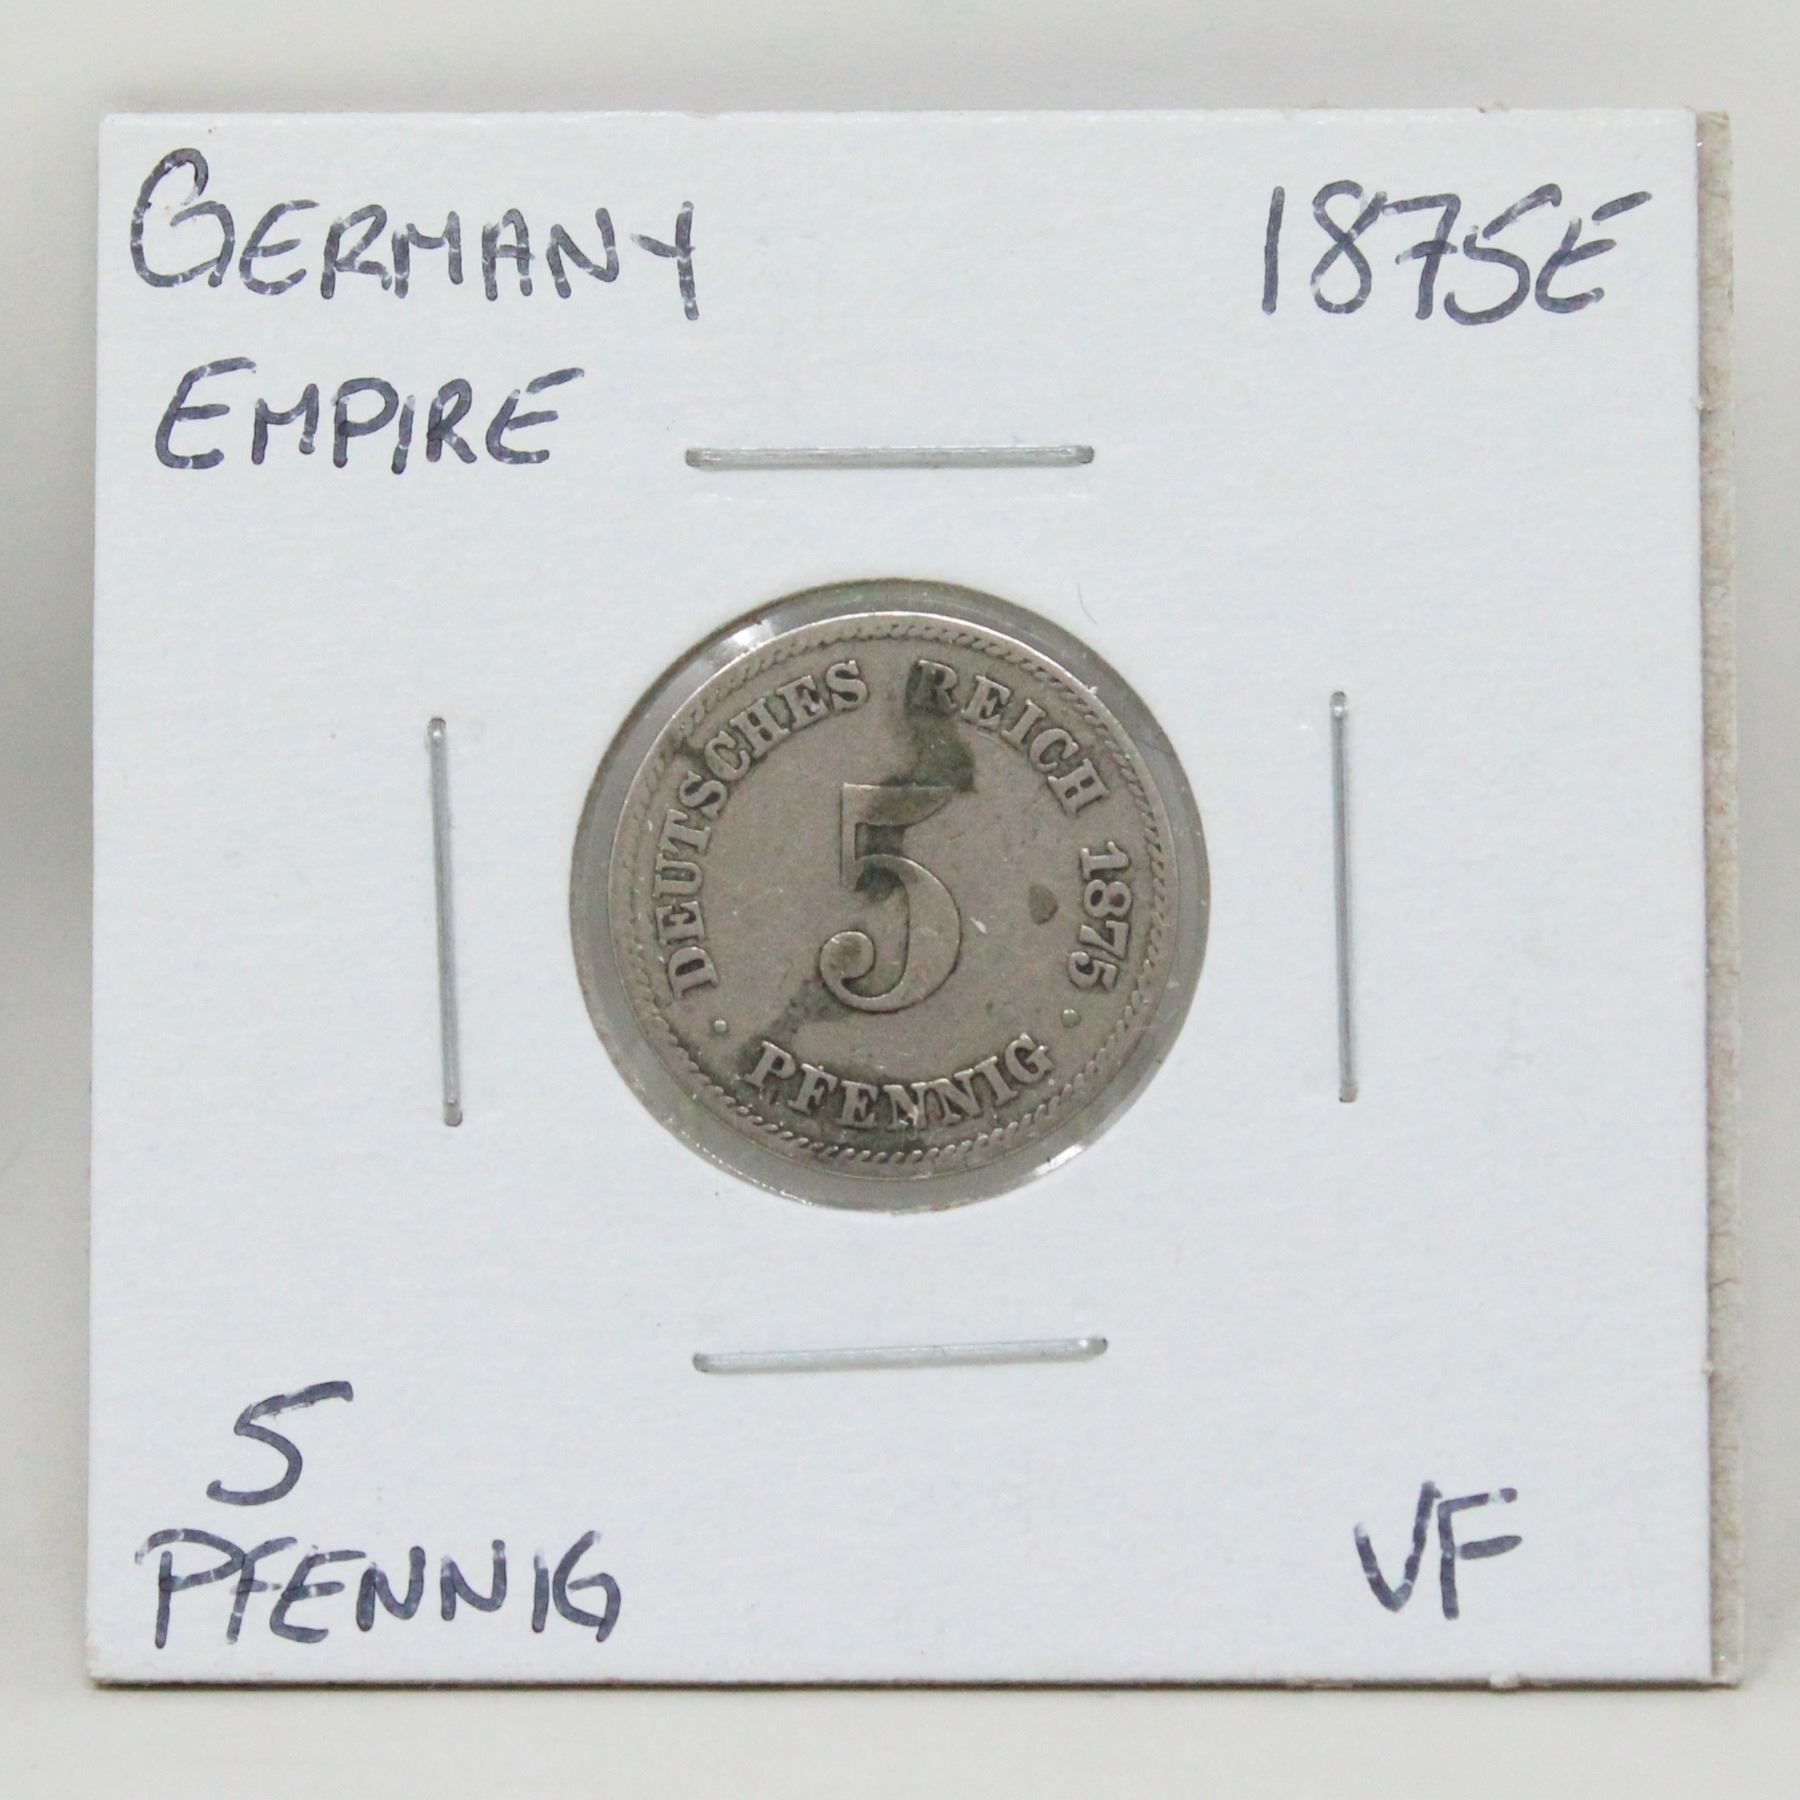 GERMANY
EMPIRE
1875E
DEUTSCHES REICH 1875
5
· PFENNIG ·
5
PFENNIG
VF